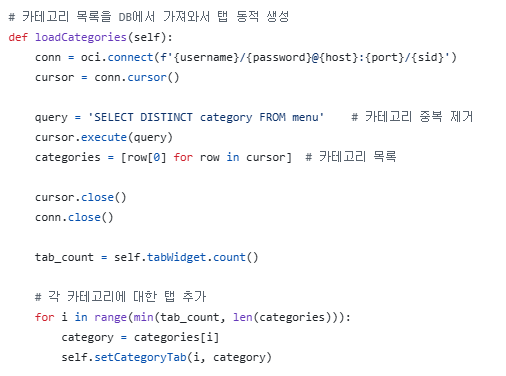 # 카테고리 목록을 DB에서 가져와서 탭 동적 생성
def loadCategories(self):
    conn = oci.connect(f'{username}/{password}@{host}:{port}/{sid}')
    cursor = conn.cursor()

    query = 'SELECT DISTINCT category FROM menu'    # 카테고리 중복 제거
    cursor.execute(query)
    categories = [row[0] for row in cursor]  # 카테고리 목록

    cursor.close()
    conn.close()

    tab_count = self.tabWidget.count()

    # 각 카테고리에 대한 탭 추가
    for i in range(min(tab_count, len(categories))):
        category = categories[i]
        self.setCategoryTab(i, category)